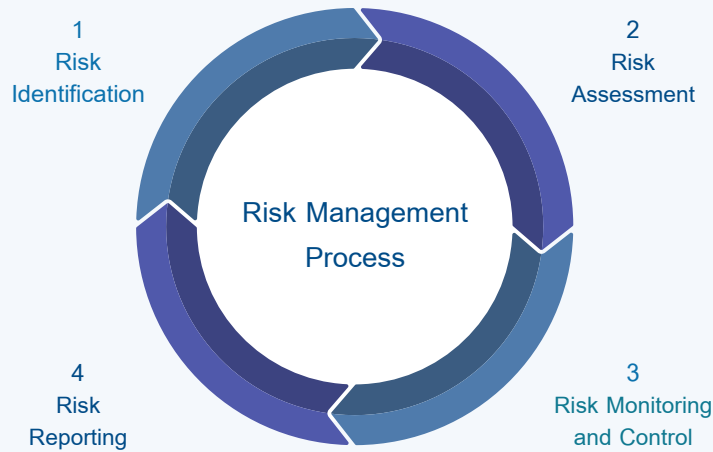 1
Risk
Identification
2
Risk
Assessment
Risk Management
Process
4
Risk
Reporting
3
Risk Monitoring
and Control